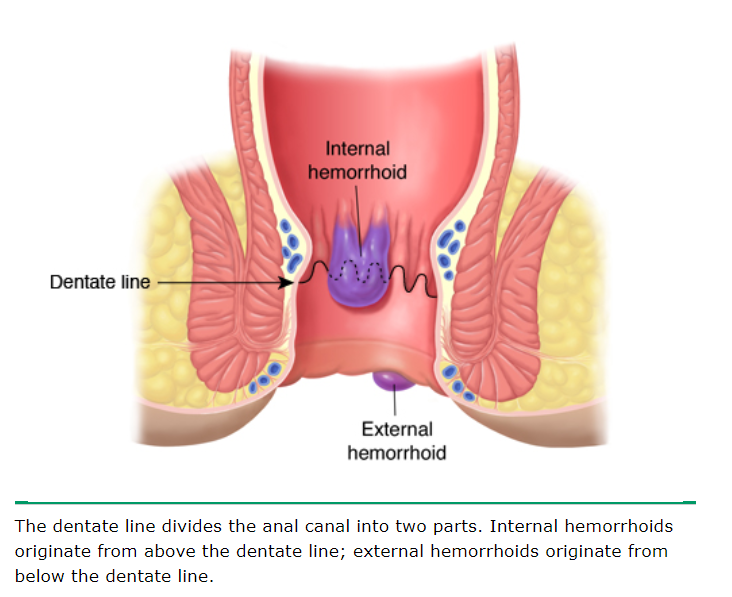 Internal
hemorrhoid
Dentate line
External
hemorrhoid
The dentate line divides the anal canal into two parts. Internal hemorrhoids
originate from above the dentate line; external hemorrhoids originate from
below the dentate line.